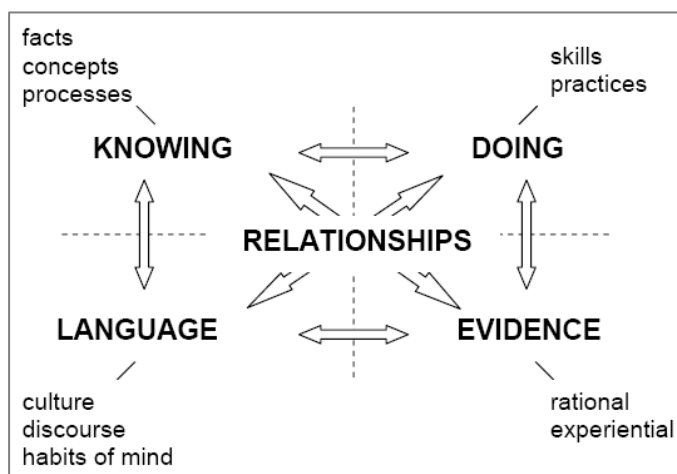 facts
concepts
processes
skills
practices
KNOWING
DOING
RELATIONSHIPS
LANGUAGE
EVIDENCE
culture
discourse
habits of mind
rational
experiential